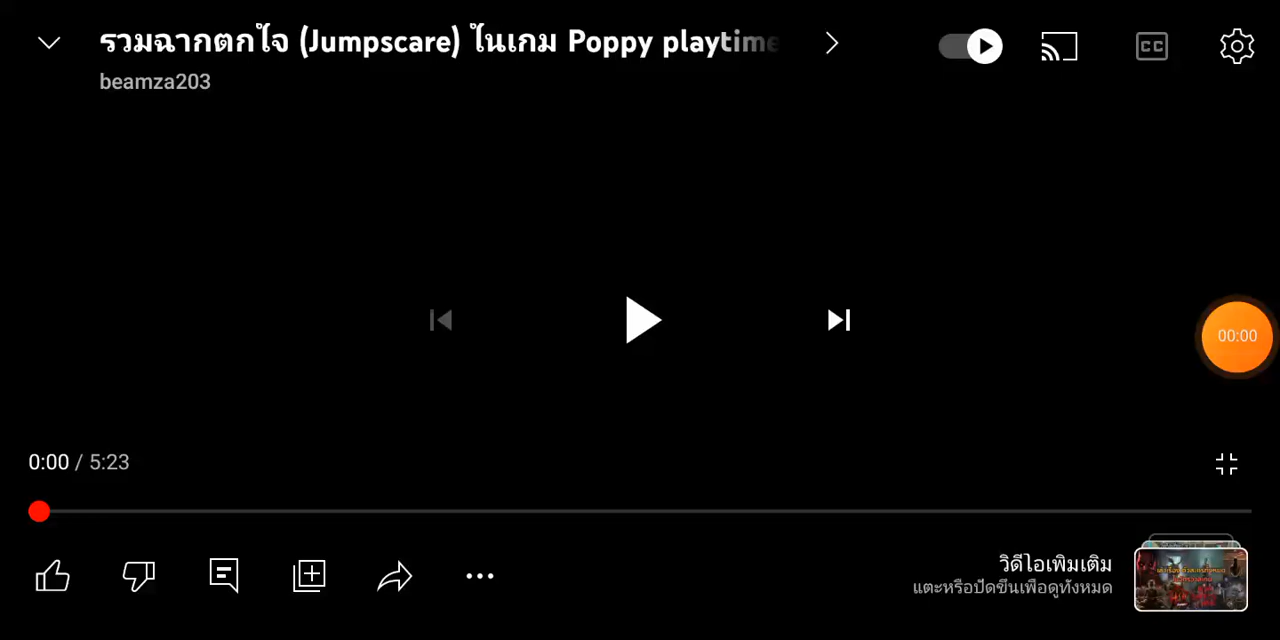 รวมฉากตกใจ (Jumpscare) ในเกม Poppy playtime
beamza203
CC
00:00
0:00 / 5:23
วิดีโอเพิ่มเติม
แตะหรือปัดขึ้นเพื่อดูทั้งหมด